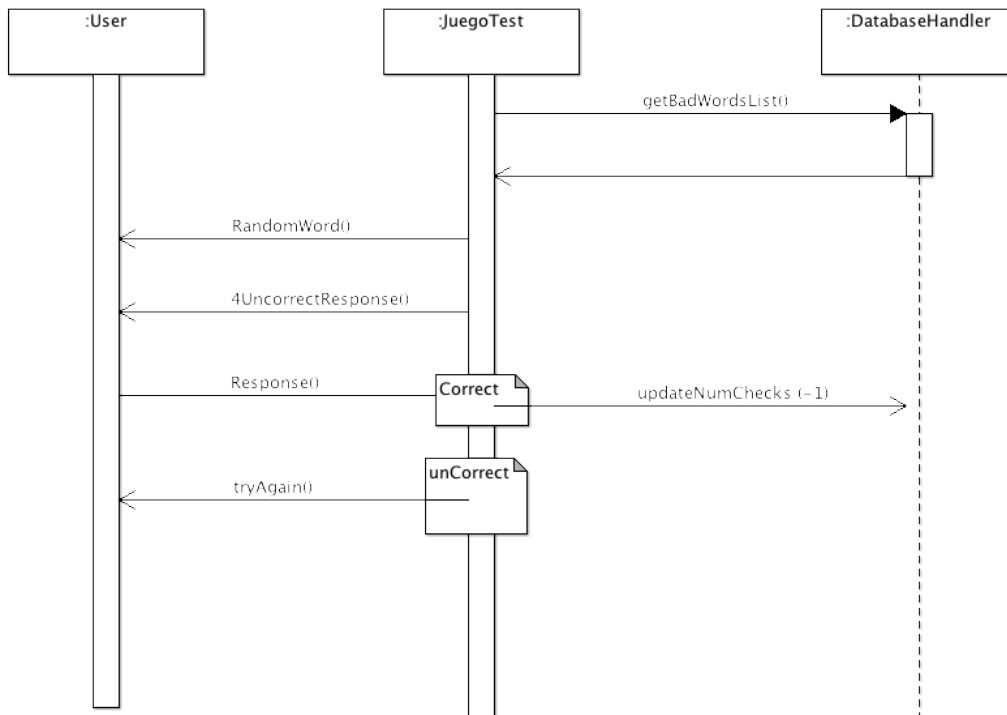 :User
:JuegoTest
:DatabaseHandler
getBadWordsList()
RandomWord()
4UncorrectResponse()
Response()
Correct
updateNumChecks (-1)
unCorrect
tryAgain()